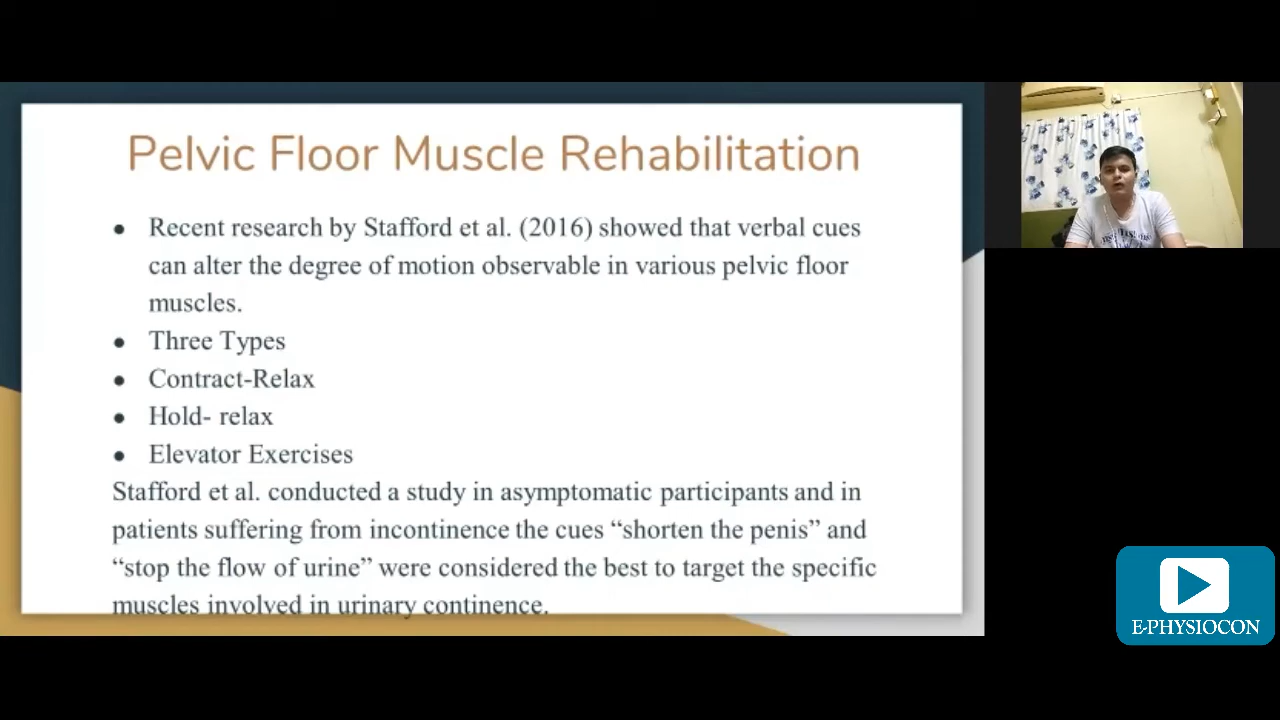 Pelvic Floor Muscle Rehabilitation
● Recent research by Stafford et al. (2016) showed that verbal cues
can alter the degree of motion observable in various pelvic floor
muscles.
● Three Types
● Contract-Relax
● Hold- relax
● Elevator Exercises
Stafford et al. conducted a study in asymptomatic participants and in
patients suffering from incontinence the cues “shorten the penis” and
“stop the flow of urine” were considered the best to target the specific
muscles involved in urinary continence.
E-PHYSIOCON